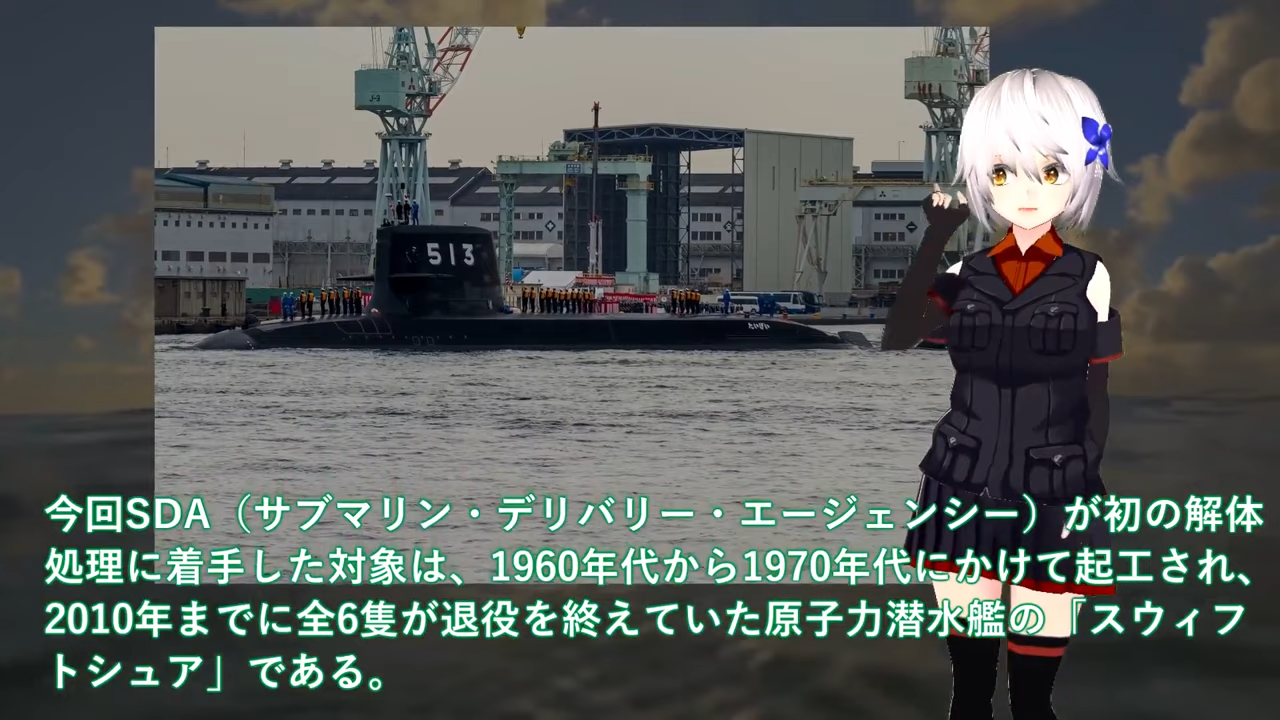 J-9
513
たいげい
今回SDA（サブマリン・デリバリー・エージェンシー）が初の解体
処理に着手した対象は、1960年代から1970年代にかけて起工され、
2010年までに全6隻が退役を終えていた原子力潜水艦の「スウィフ
トシュア」である。